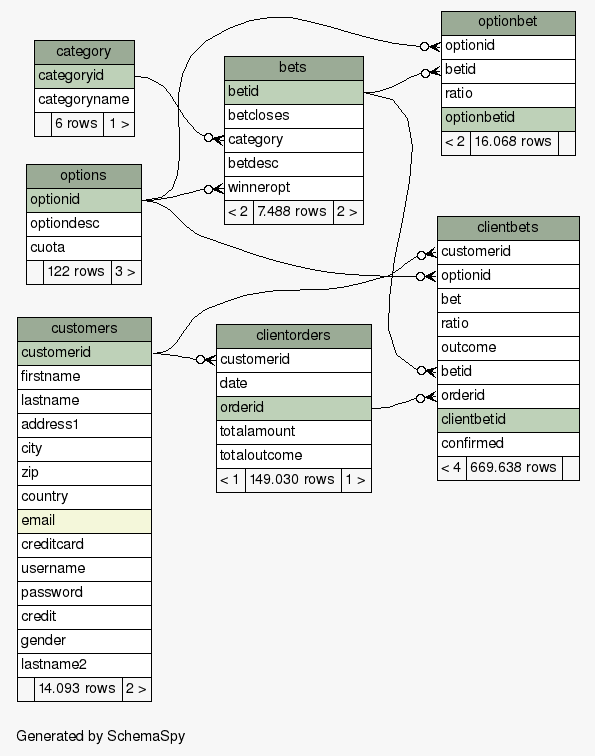 category
categoryid
categoryname
6 rows 1 >
options
optionid
optiondesc
cuota
122 rows 3 >
customers
customerid
firstname
lastname
address1
city
zip
country
email
creditcard
username
password
credit
gender
lastname2
14.093 rows 2 >
bets
betid
betcloses
category
betdesc
winneropt
< 2 7.488 rows 2 >
clientorders
customerid
date
orderid
totalamount
totaloutcome
< 1 149.030 rows 1 >
optionbet
optionid
betid
ratio
optionbetid
< 2 16.068 rows
clientbets
customerid
optionid
bet
ratio
outcome
betid
orderid
clientbetid
confirmed
< 4 669.638 rows
Generated by SchemaSpy